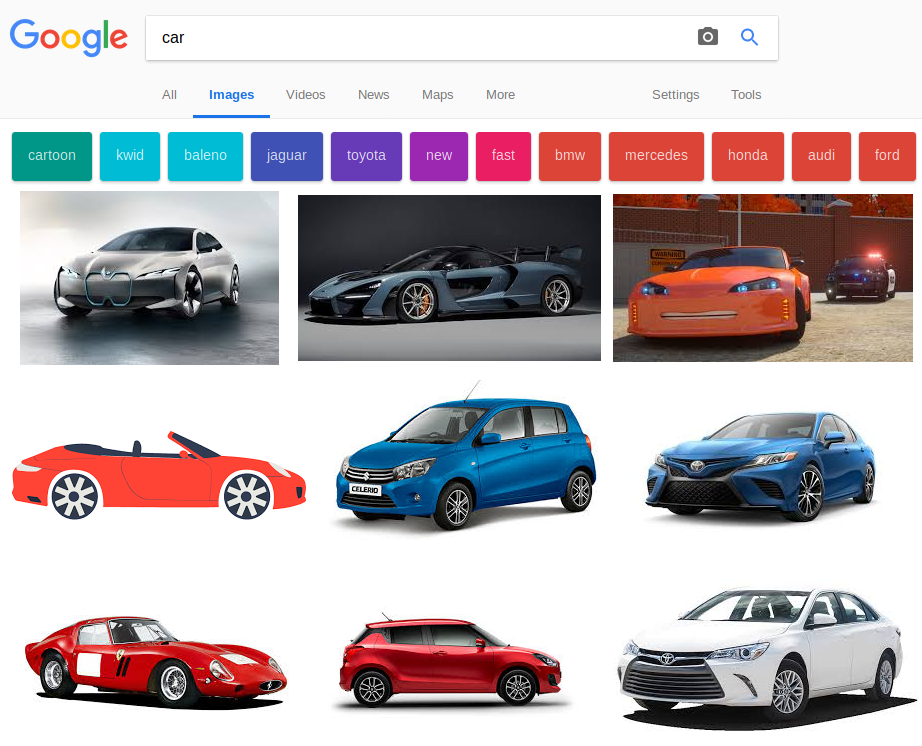 Google car
All Images Videos News Maps More Settings Tools
cartoon kwid baleno jaguar toyota new fast bmw mercedes honda audi ford
WARNING
CELERIO